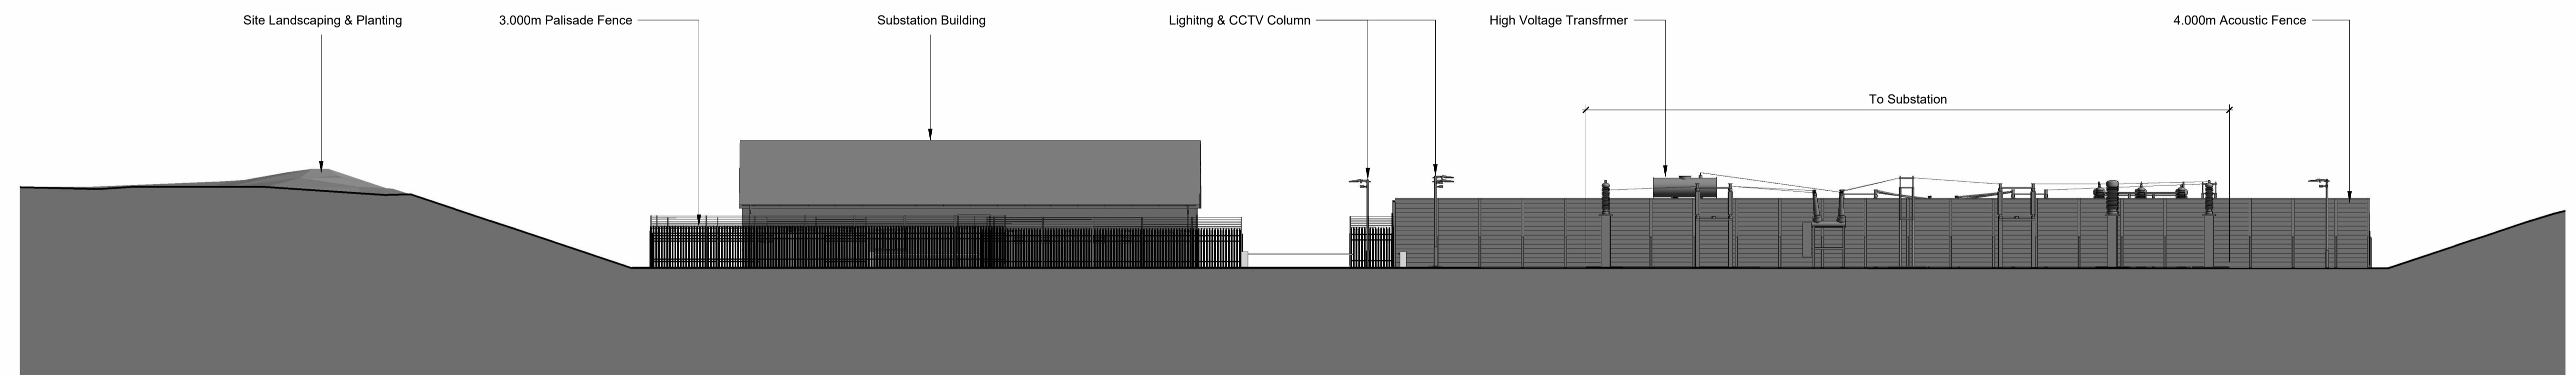 Site Landscaping & Planting
3.000m Palisade Fence
Substation Building
Lighitng & CCTV Column
High Voltage Transfrmer
4.000m Acoustic Fence
To Substation